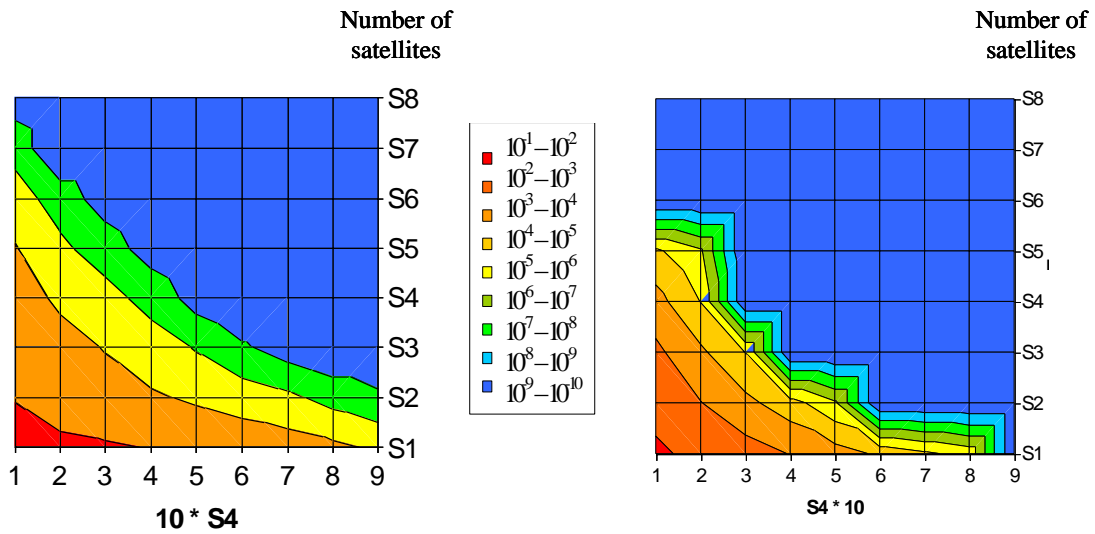 Number of
satellites
S8
S7
S6
S5
S4
S3
S2
S1
1 2 3 4 5 6 7 8 9
10 * S4
10¹–10²
10²–10³
10³–10⁴
10⁴–10⁵
10⁵–10⁶
10⁶–10⁷
10⁷–10⁸
10⁸–10⁹
10⁹–10¹⁰
Number of
satellites
S8
S7
S6
S5
S4
S3
S2
S1
1 2 3 4 5 6 7 8 9
S4 * 10